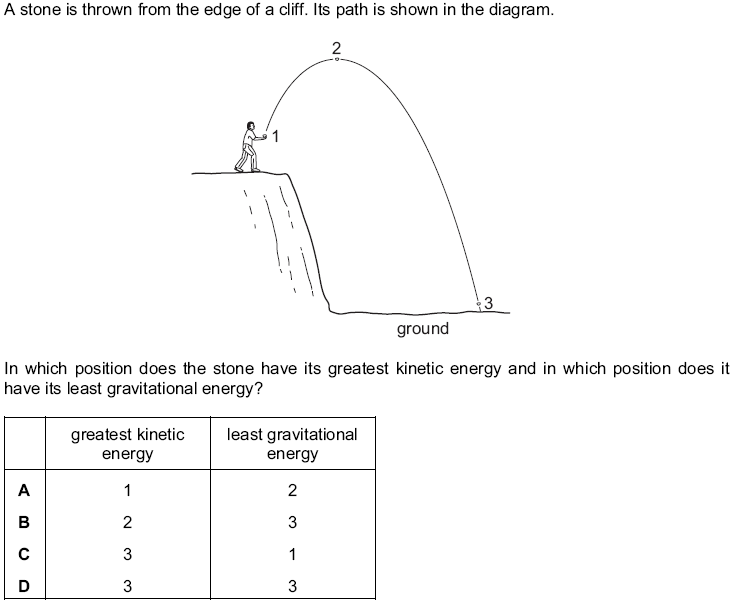 A stone is thrown from the edge of a cliff. Its path is shown in the diagram.
2
1
3
ground
In which position does the stone have its greatest kinetic energy and in which position does it
have its least gravitational energy?
greatest kinetic energy least gravitational energy
A 1 2
B 2 3
C 3 1
D 3 3